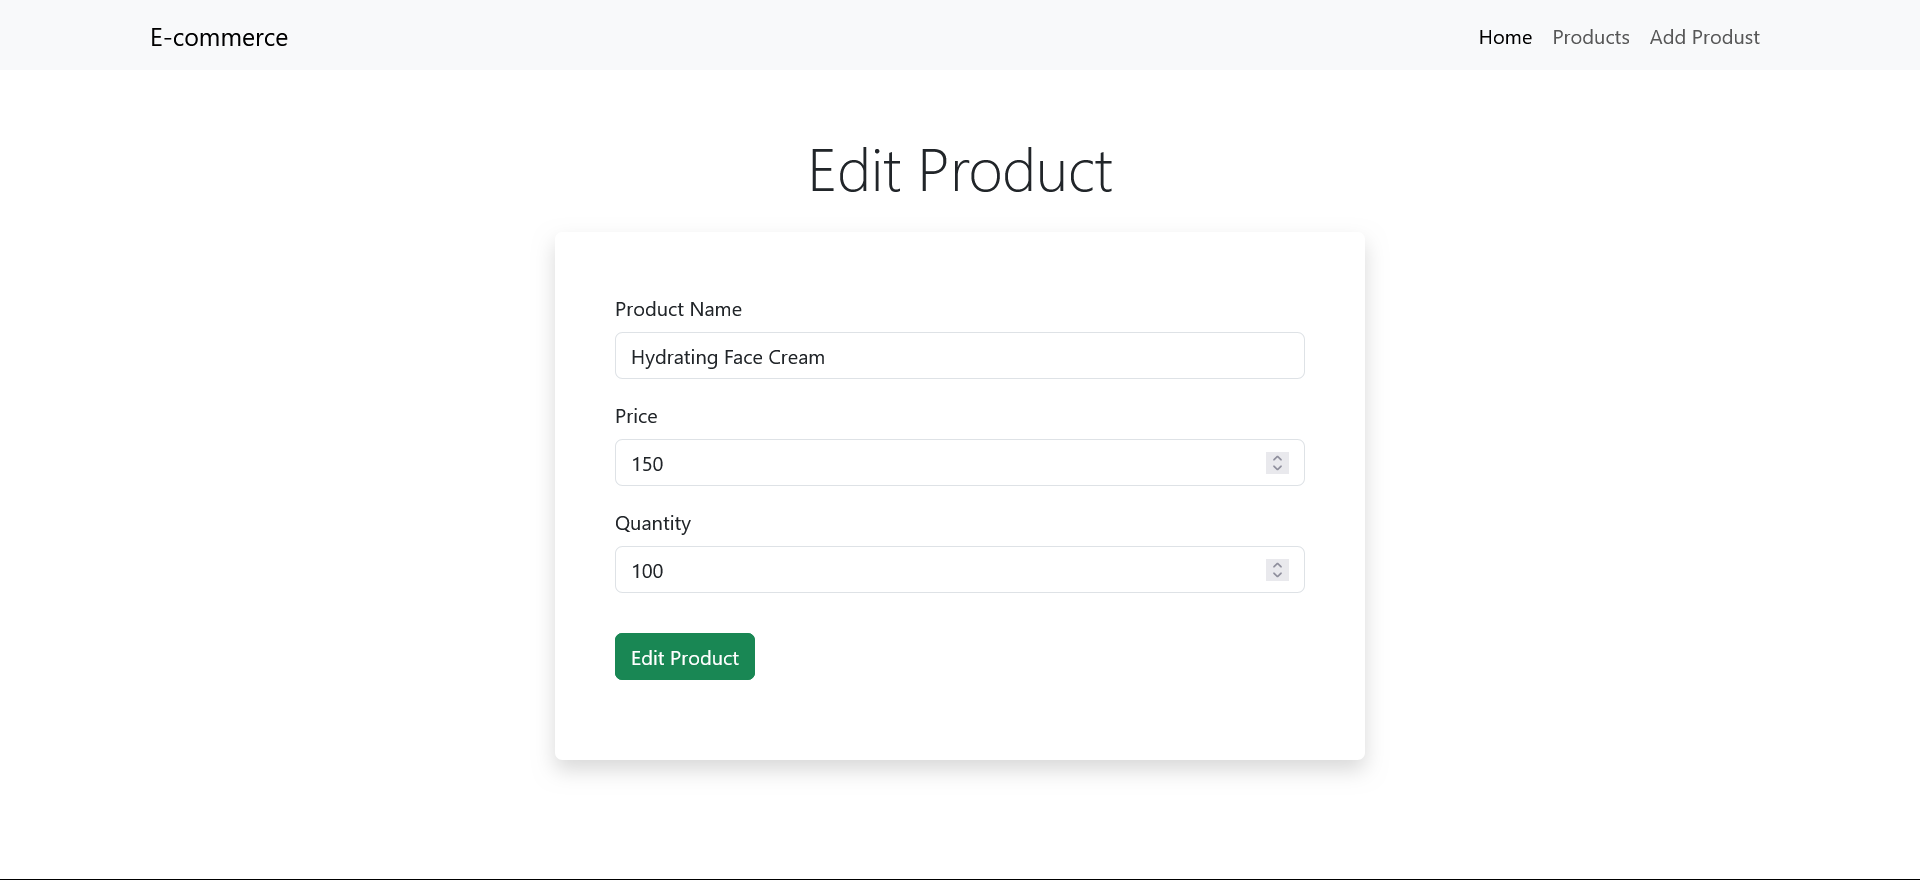 E-commerce
Home Products Add Produst
Edit Product
Product Name
Hydrating Face Cream
Price
150
Quantity
100
Edit Product